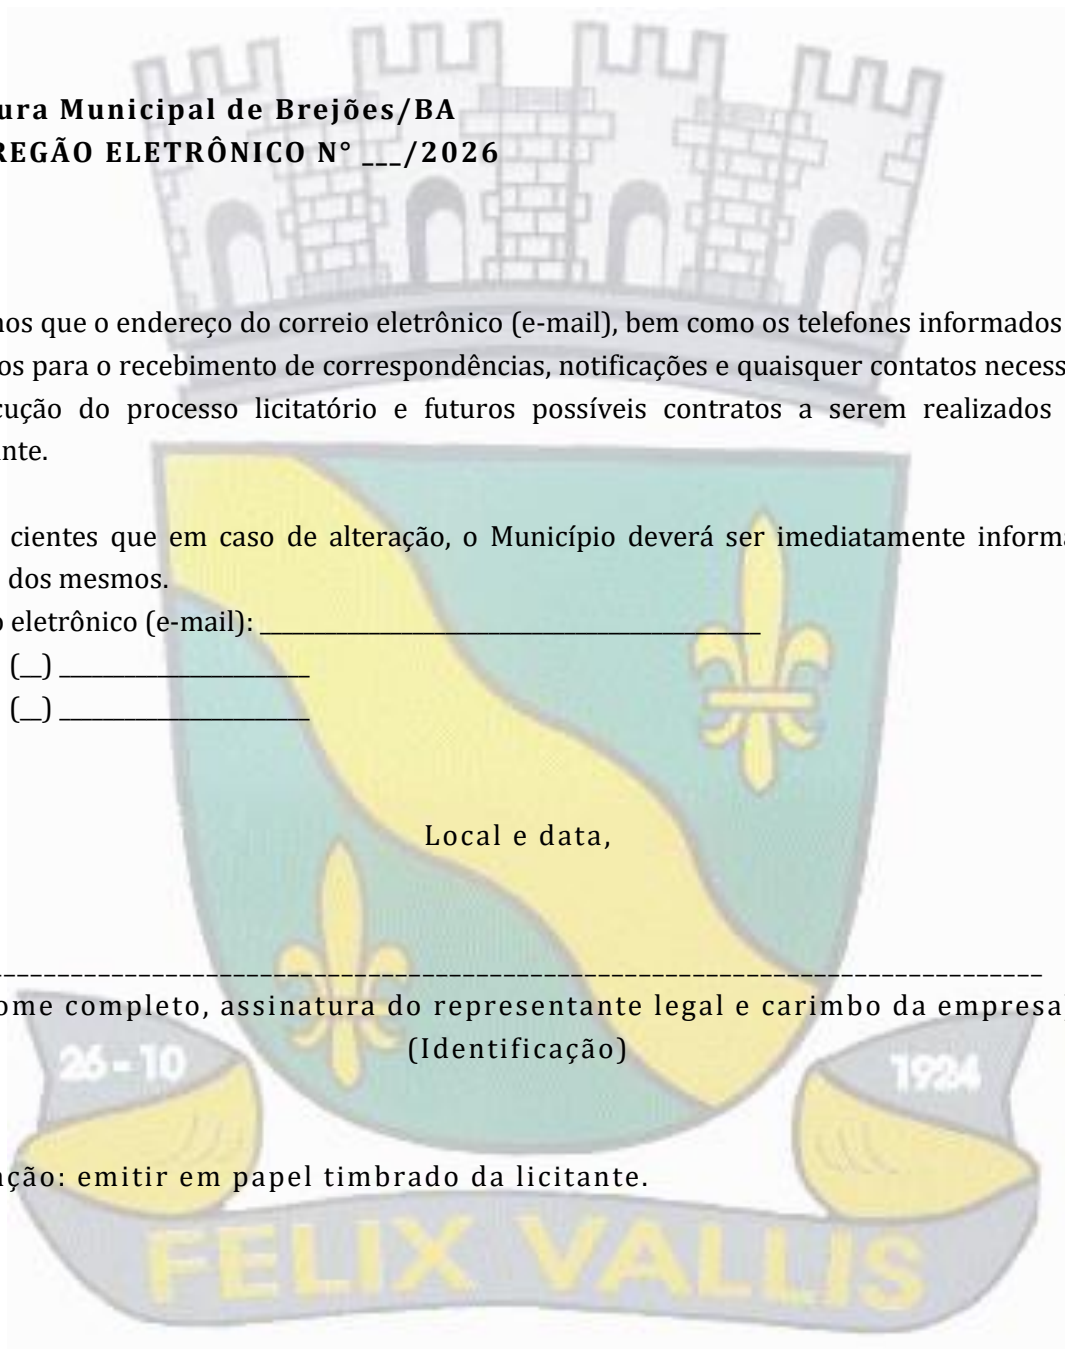 ura Municipal de Brejões/BA
REGÃO ELETRÔNICO N° ___/2026
nos que o endereço do correio eletrônico (e-mail), bem como os telefones informados
os para o recebimento de correspondências, notificações e quaisquer contatos necess
cução do processo licitatório e futuros possíveis contratos a serem realizados
nte.
cientes que em caso de alteração, o Município deverá ser imediatamente informa
dos mesmos.
o eletrônico (e-mail): ________________________________________
(__) ____________________
(__) ____________________
Local e data,
______________________________________________________________________________
ome completo, assinatura do representante legal e carimbo da empresa
(Identificação)
26-10
1924
ação: emitir em papel timbrado da licitante.
FELIX VALLIS